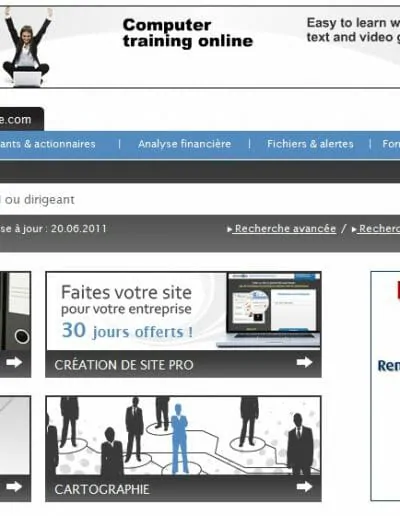 Computer
training online
Easy to learn w
text and video g
e.com
ants & actionnaires | Analyse financière | Fichiers & alertes | For
ou dirigeant
se à jour : 20.06.2011
Recherche avancée / Recherc
Faites votre site
pour votre entreprise
30 jours offerts !
CRÉATION DE SITE PRO
CARTOGRAPHIE
Ren